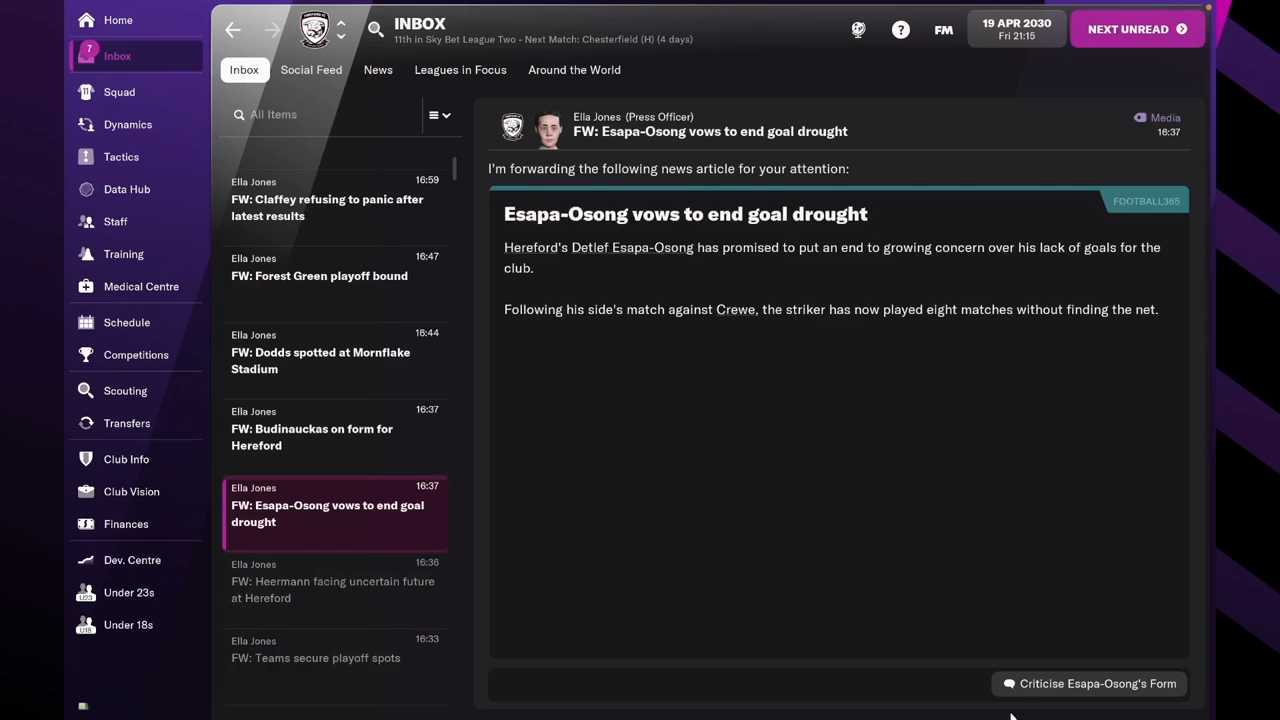 Home
7
Inbox
Squad
Dynamics
Tactics
Data Hub
Staff
Training
Medical Centre
Schedule
Competitions
Scouting
Transfers
Club Info
Club Vision
Finances
Dev. Centre
U23
Under 23s
U18
Under 18s
INBOX
11th in Sky Bet League Two - Next Match: Chesterfield (H) (4 days)
FM
19 APR 2030
Fri 21:15
NEXT UNREAD
Inbox
Social Feed
News
Leagues in Focus
Around the World
All Items
Ella Jones 16:59
FW: Claffey refusing to panic after
latest results
Ella Jones 16:47
FW: Forest Green playoff bound
Ella Jones 16:44
FW: Dodds spotted at Mornflake
Stadium
Ella Jones 16:37
FW: Budinauckas on form for
Hereford
Ella Jones 16:37
FW: Esapa-Osong vows to end goal
drought
Ella Jones 16:36
FW: Heermann facing uncertain future
at Hereford
Ella Jones 16:33
FW: Teams secure playoff spots
Ella Jones (Press Officer)
FW: Esapa-Osong vows to end goal drought
Media
16:37
I'm forwarding the following news article for your attention:
FOOTBALL365
Esapa-Osong vows to end goal drought
Hereford's Detlef Esapa-Osong has promised to put an end to growing concern over his lack of goals for the
club.
Following his side's match against Crewe, the striker has now played eight matches without finding the net.
Criticise Esapa-Osong's Form